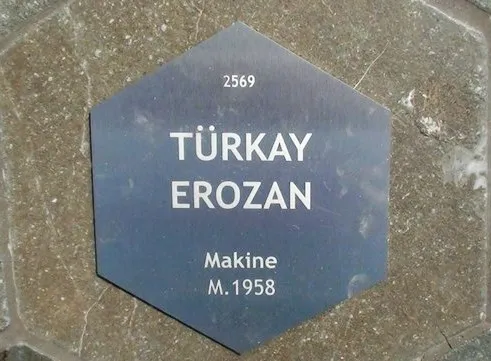 2569
TÜRKAY
EROZAN
Makine
M.1958